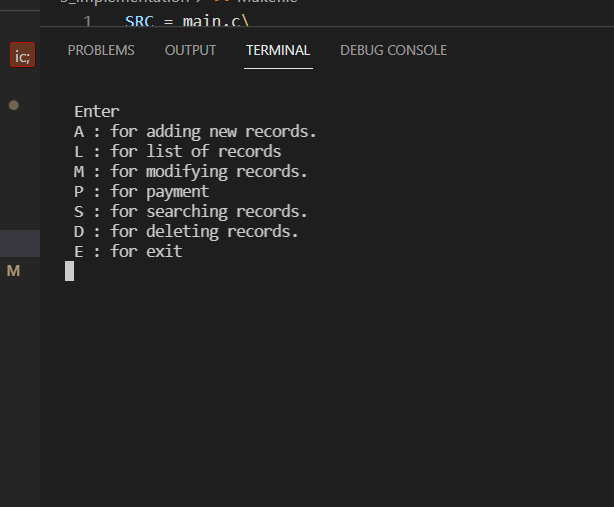 1 SRC = main.c\
ic;
PROBLEMS OUTPUT TERMINAL DEBUG CONSOLE
Enter
A : for adding new records.
L : for list of records
M : for modifying records.
P : for payment
S : for searching records.
D : for deleting records.
E : for exit
M